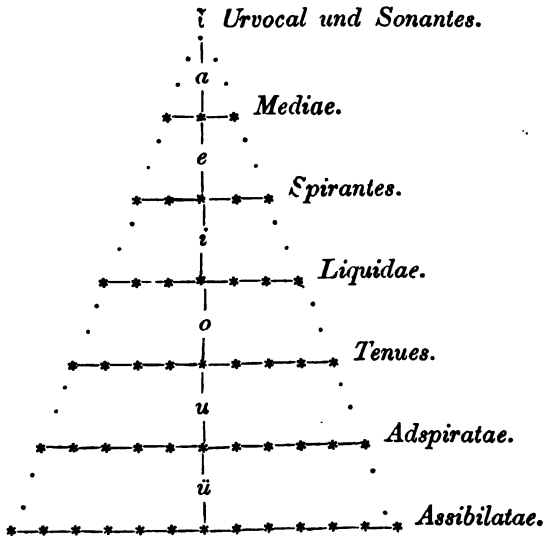 ĩ Urvocal und Sonantes.
a
Mediae.
e
Spirantes.
i
Liquidae.
o
Tenues.
u
Adspiratae.
ü
Assibilatae.